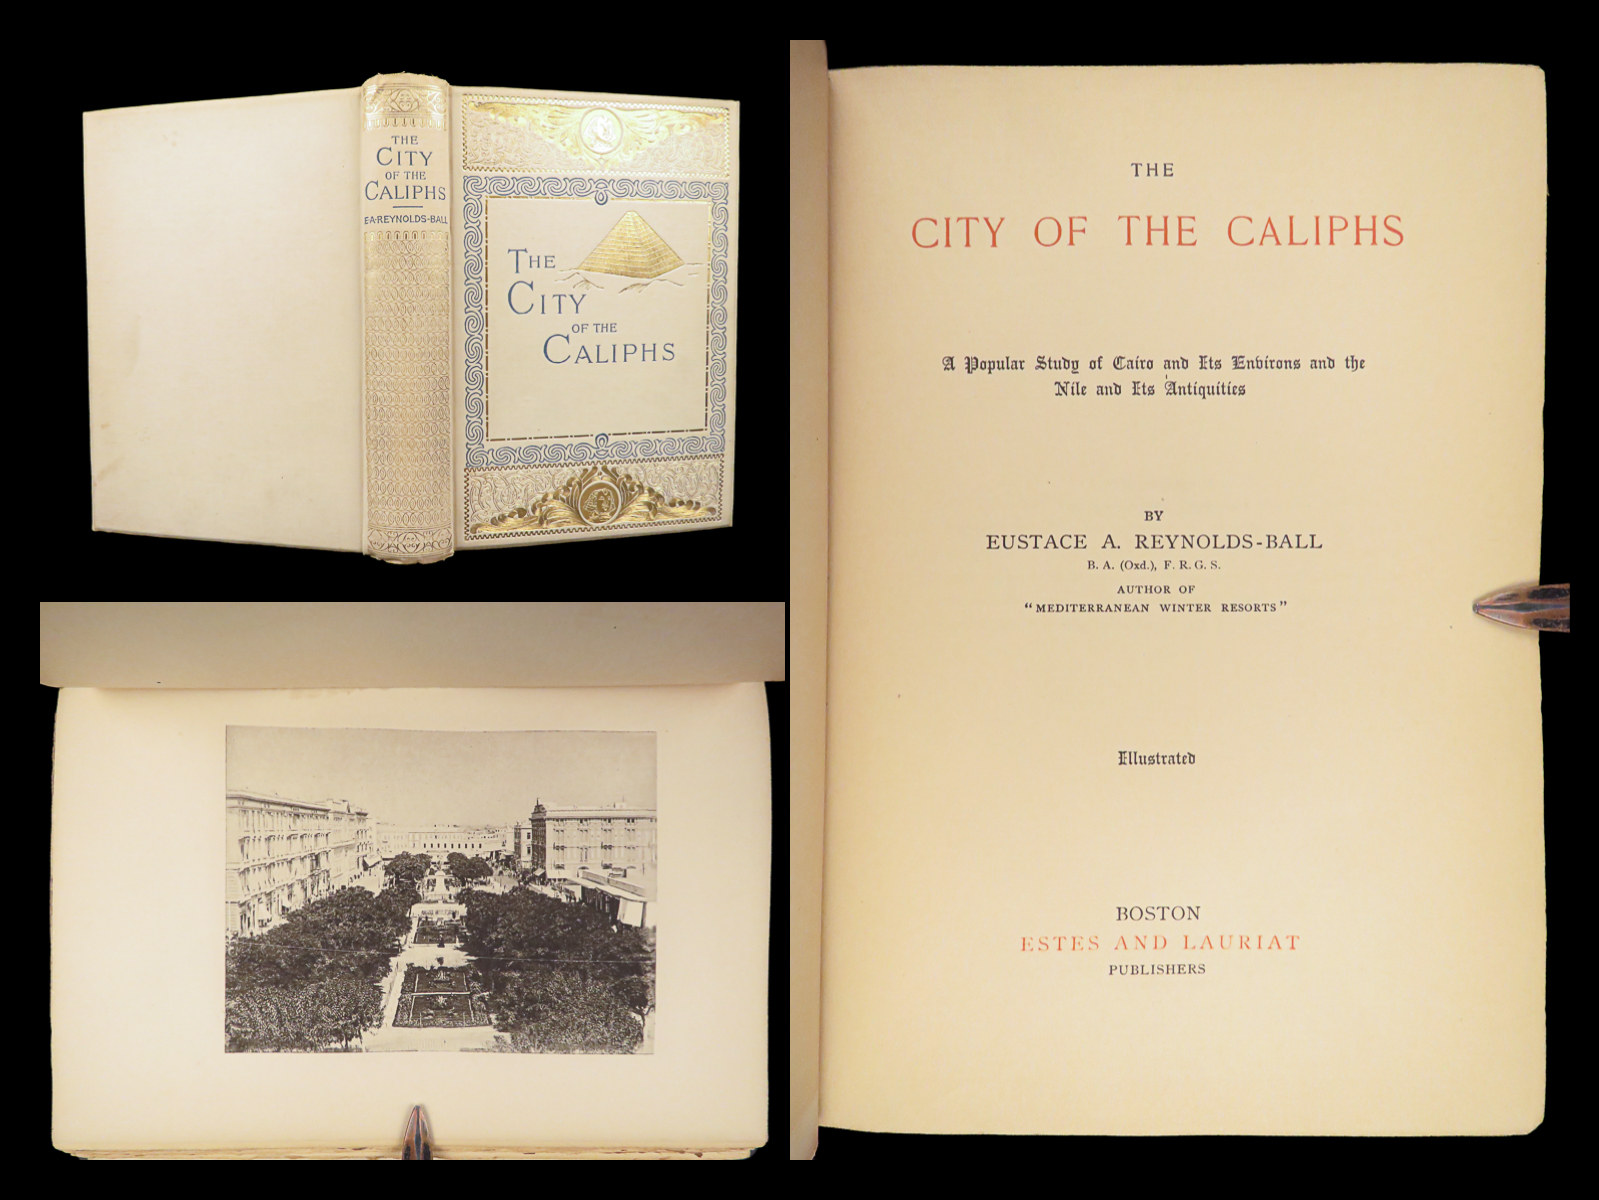 THE
CITY
OF THE
CALIPHS
E·A·REYNOLDS-BALL
THE
CITY
OF THE
CALIPHS
THE
CITY OF THE CALIPHS
A Popular Study of Cairo and Its Environs and the
Nile and Its Antiquities
BY
EUSTACE A. REYNOLDS-BALL
B. A. (Oxd.), F. R. G. S.
AUTHOR OF
"MEDITERRANEAN WINTER RESORTS"
Illustrated
BOSTON
ESTES AND LAURIAT
PUBLISHERS